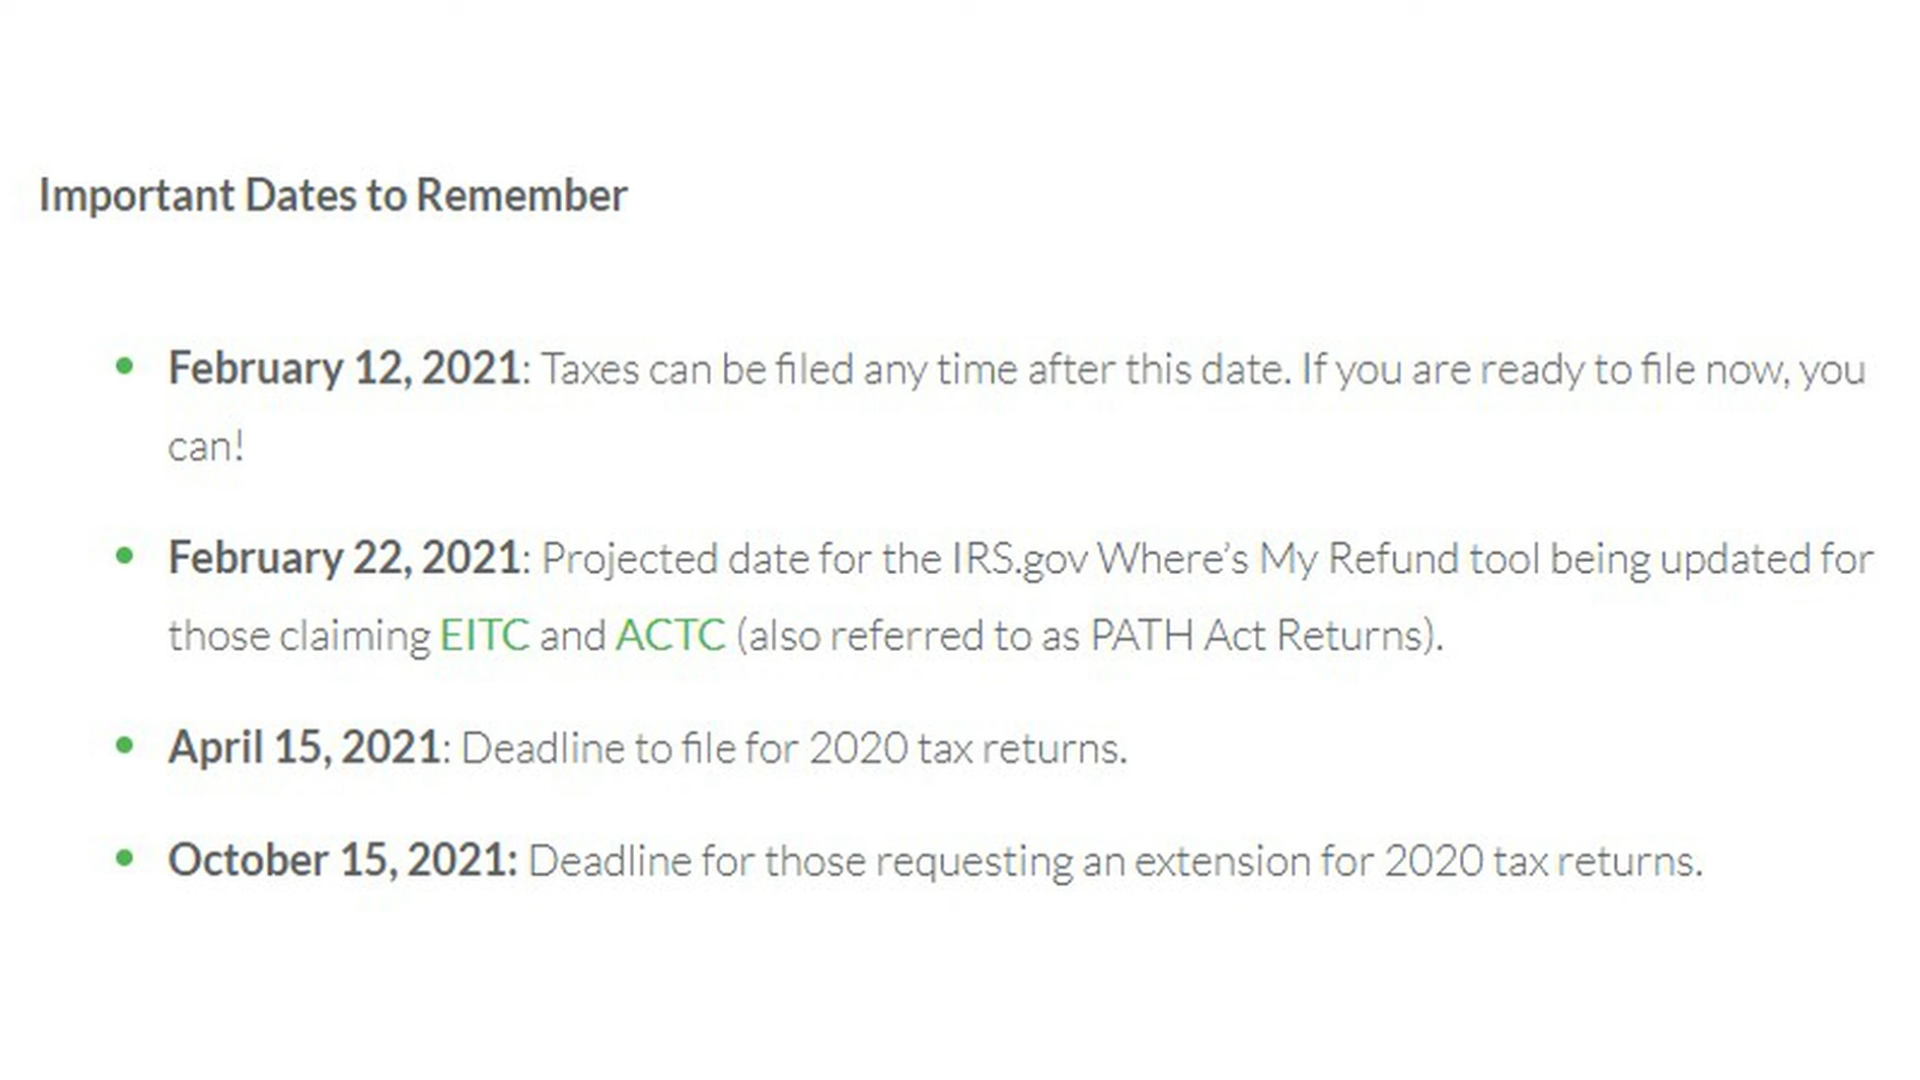 Important Dates to Remember
February 12, 2021: Taxes can be filed any time after this date. If you are ready to file now, you
can!
February 22, 2021: Projected date for the IRS.gov Where’s My Refund tool being updated for
those claiming EITC and ACTC (also referred to as PATH Act Returns).
April 15, 2021: Deadline to file for 2020 tax returns.
October 15, 2021: Deadline for those requesting an extension for 2020 tax returns.